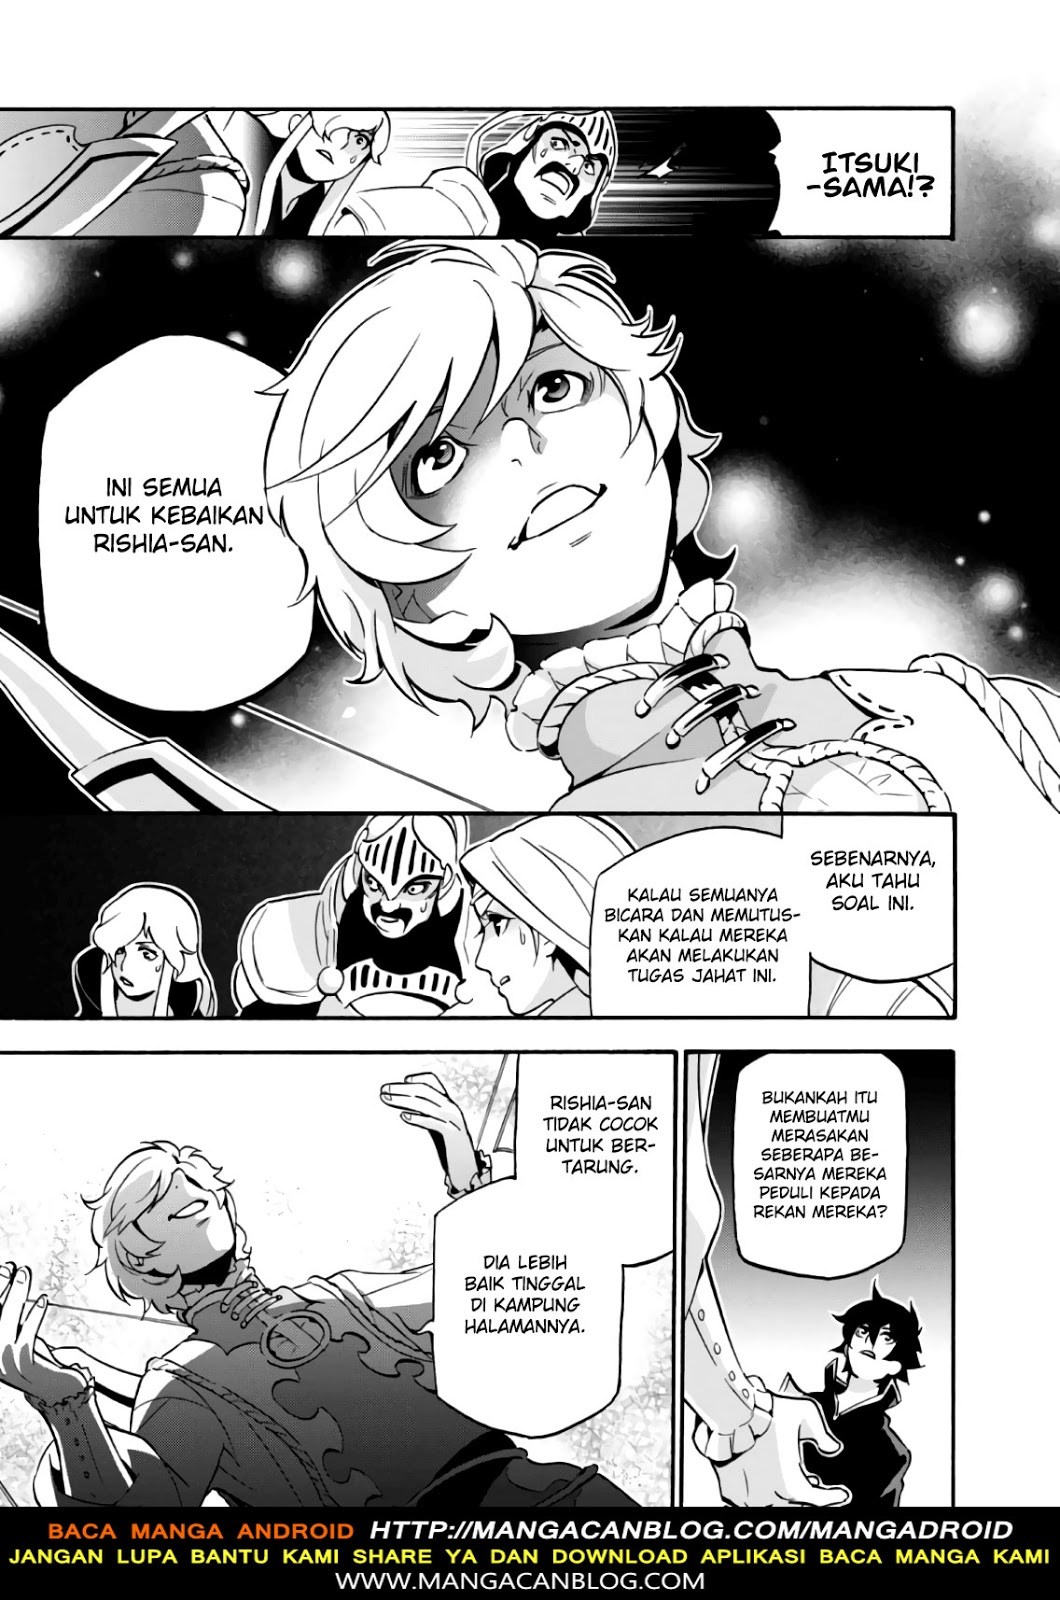 ITSUKI
-SAMA!?
INI SEMUA
UNTUK KEBAIKAN
RISHIA-SAN.
SEBENARNYA,
AKU TAHU
SOAL INI.
KALAU SEMUANYA
BICARA DAN MEMUTUS-
KAN KALAU MEREKA
AKAN MELAKUKAN
TUGAS JAHAT INI.
BUKANKAH ITU
MEMBUATMU
MERASAKAN
SEBERAPA BE-
SARNYA MEREKA
PEDULI KEPADA
REKAN MEREKA?
RISHIA-SAN
TIDAK COCOK
UNTUK BER-
TARUNG.
DIA LEBIH
BAIK TINGGAL
DI KAMPUNG
HALAMANNYA.
BACA MANGA ANDROID HTTP://MANGACANBLOG.COM/MANGADROID
JANGAN LUPA BANTU KAMI SHARE YA DAN DOWNLOAD APLIKASI BACA MANGA KAMI
WWW.MANGACANBLOG.COM